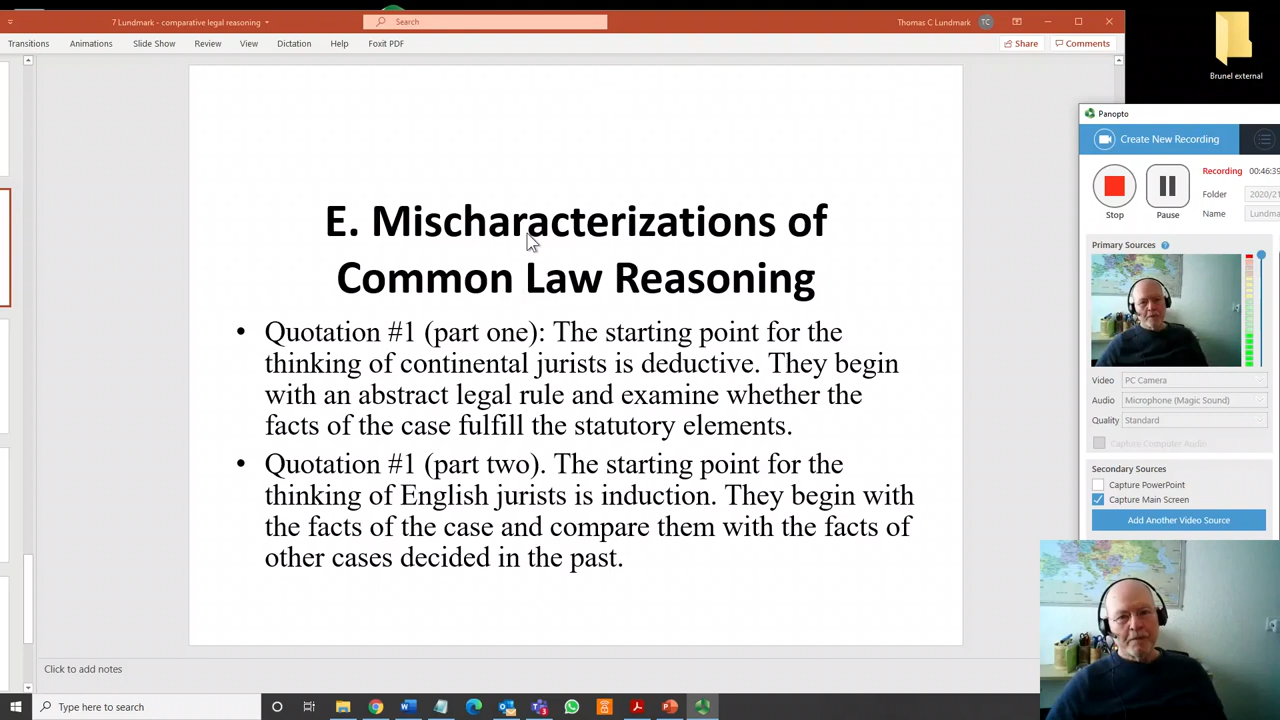 7 Lundmark - comparative legal reasoning
Search
Thomas C Lundmark
TC
Transitions Animations Slide Show Review View Dictation Help Foxit PDF
Share
Comments
Brunel external
Panopto
Create New Recording
Recording 00:46:39
Stop
Pause
Folder 2020/21
Name Lundma
Primary Sources
Video PC Camera
Audio Microphone (Magic Sound)
Quality Standard
Capture Computer Audio
Secondary Sources
Capture PowerPoint
Capture Main Screen
Add Another Video Source
E. Mischaracterizations of
Common Law Reasoning
• Quotation #1 (part one): The starting point for the
thinking of continental jurists is deductive. They begin
with an abstract legal rule and examine whether the
facts of the case fulfill the statutory elements.
• Quotation #1 (part two). The starting point for the
thinking of English jurists is induction. They begin with
the facts of the case and compare them with the facts of
other cases decided in the past.
Click to add notes
Type here to search